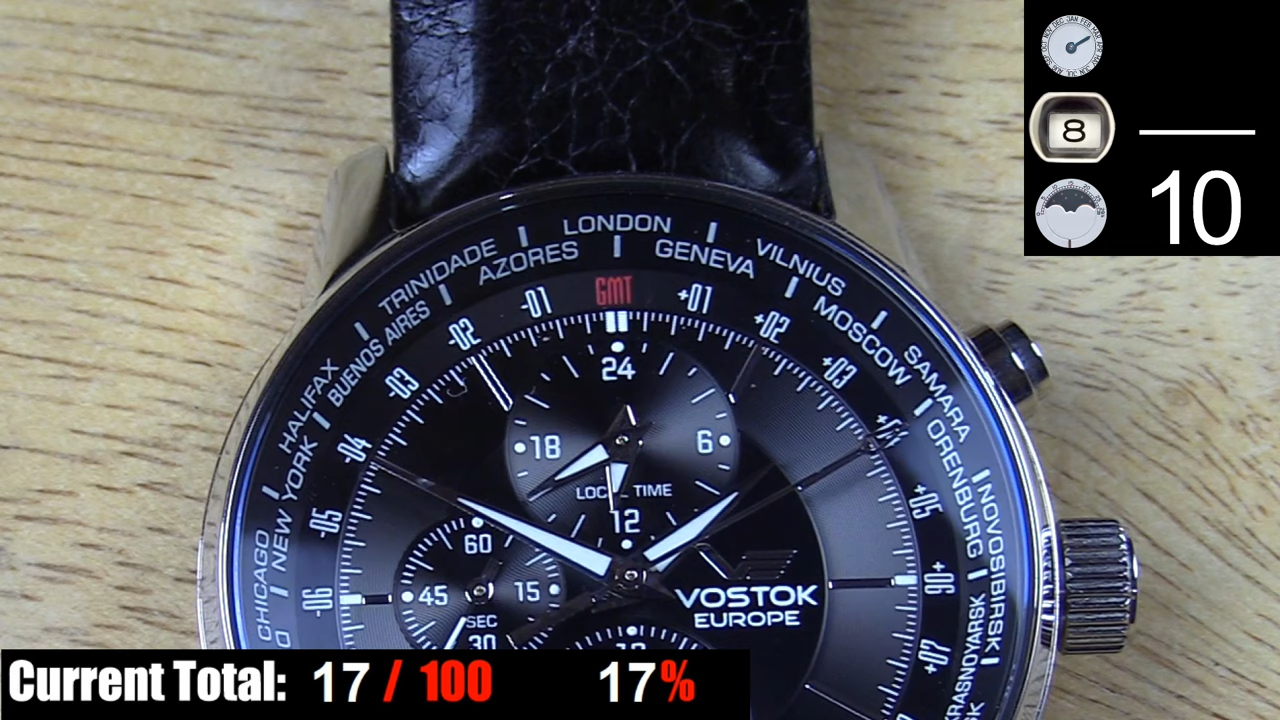 8
10
LONDON
TRINIDADE
AZORES
GENEVA
VILNIUS
HALIFAX
BUENOS AIRES
MOSCOW
SAMARA
NEW YORK
ORENBURG
NOVOSIBIRSK
CHICAGO
KRASNOYARSK
-06
-05
-04
-03
-02
-01
GMT
+01
+02
+03
+04
+05
+06
+07
24
18
6
LOCAL TIME
12
60
45
15
SEC
30
VOSTOK
EUROPE
Current Total: 17 / 100 17%